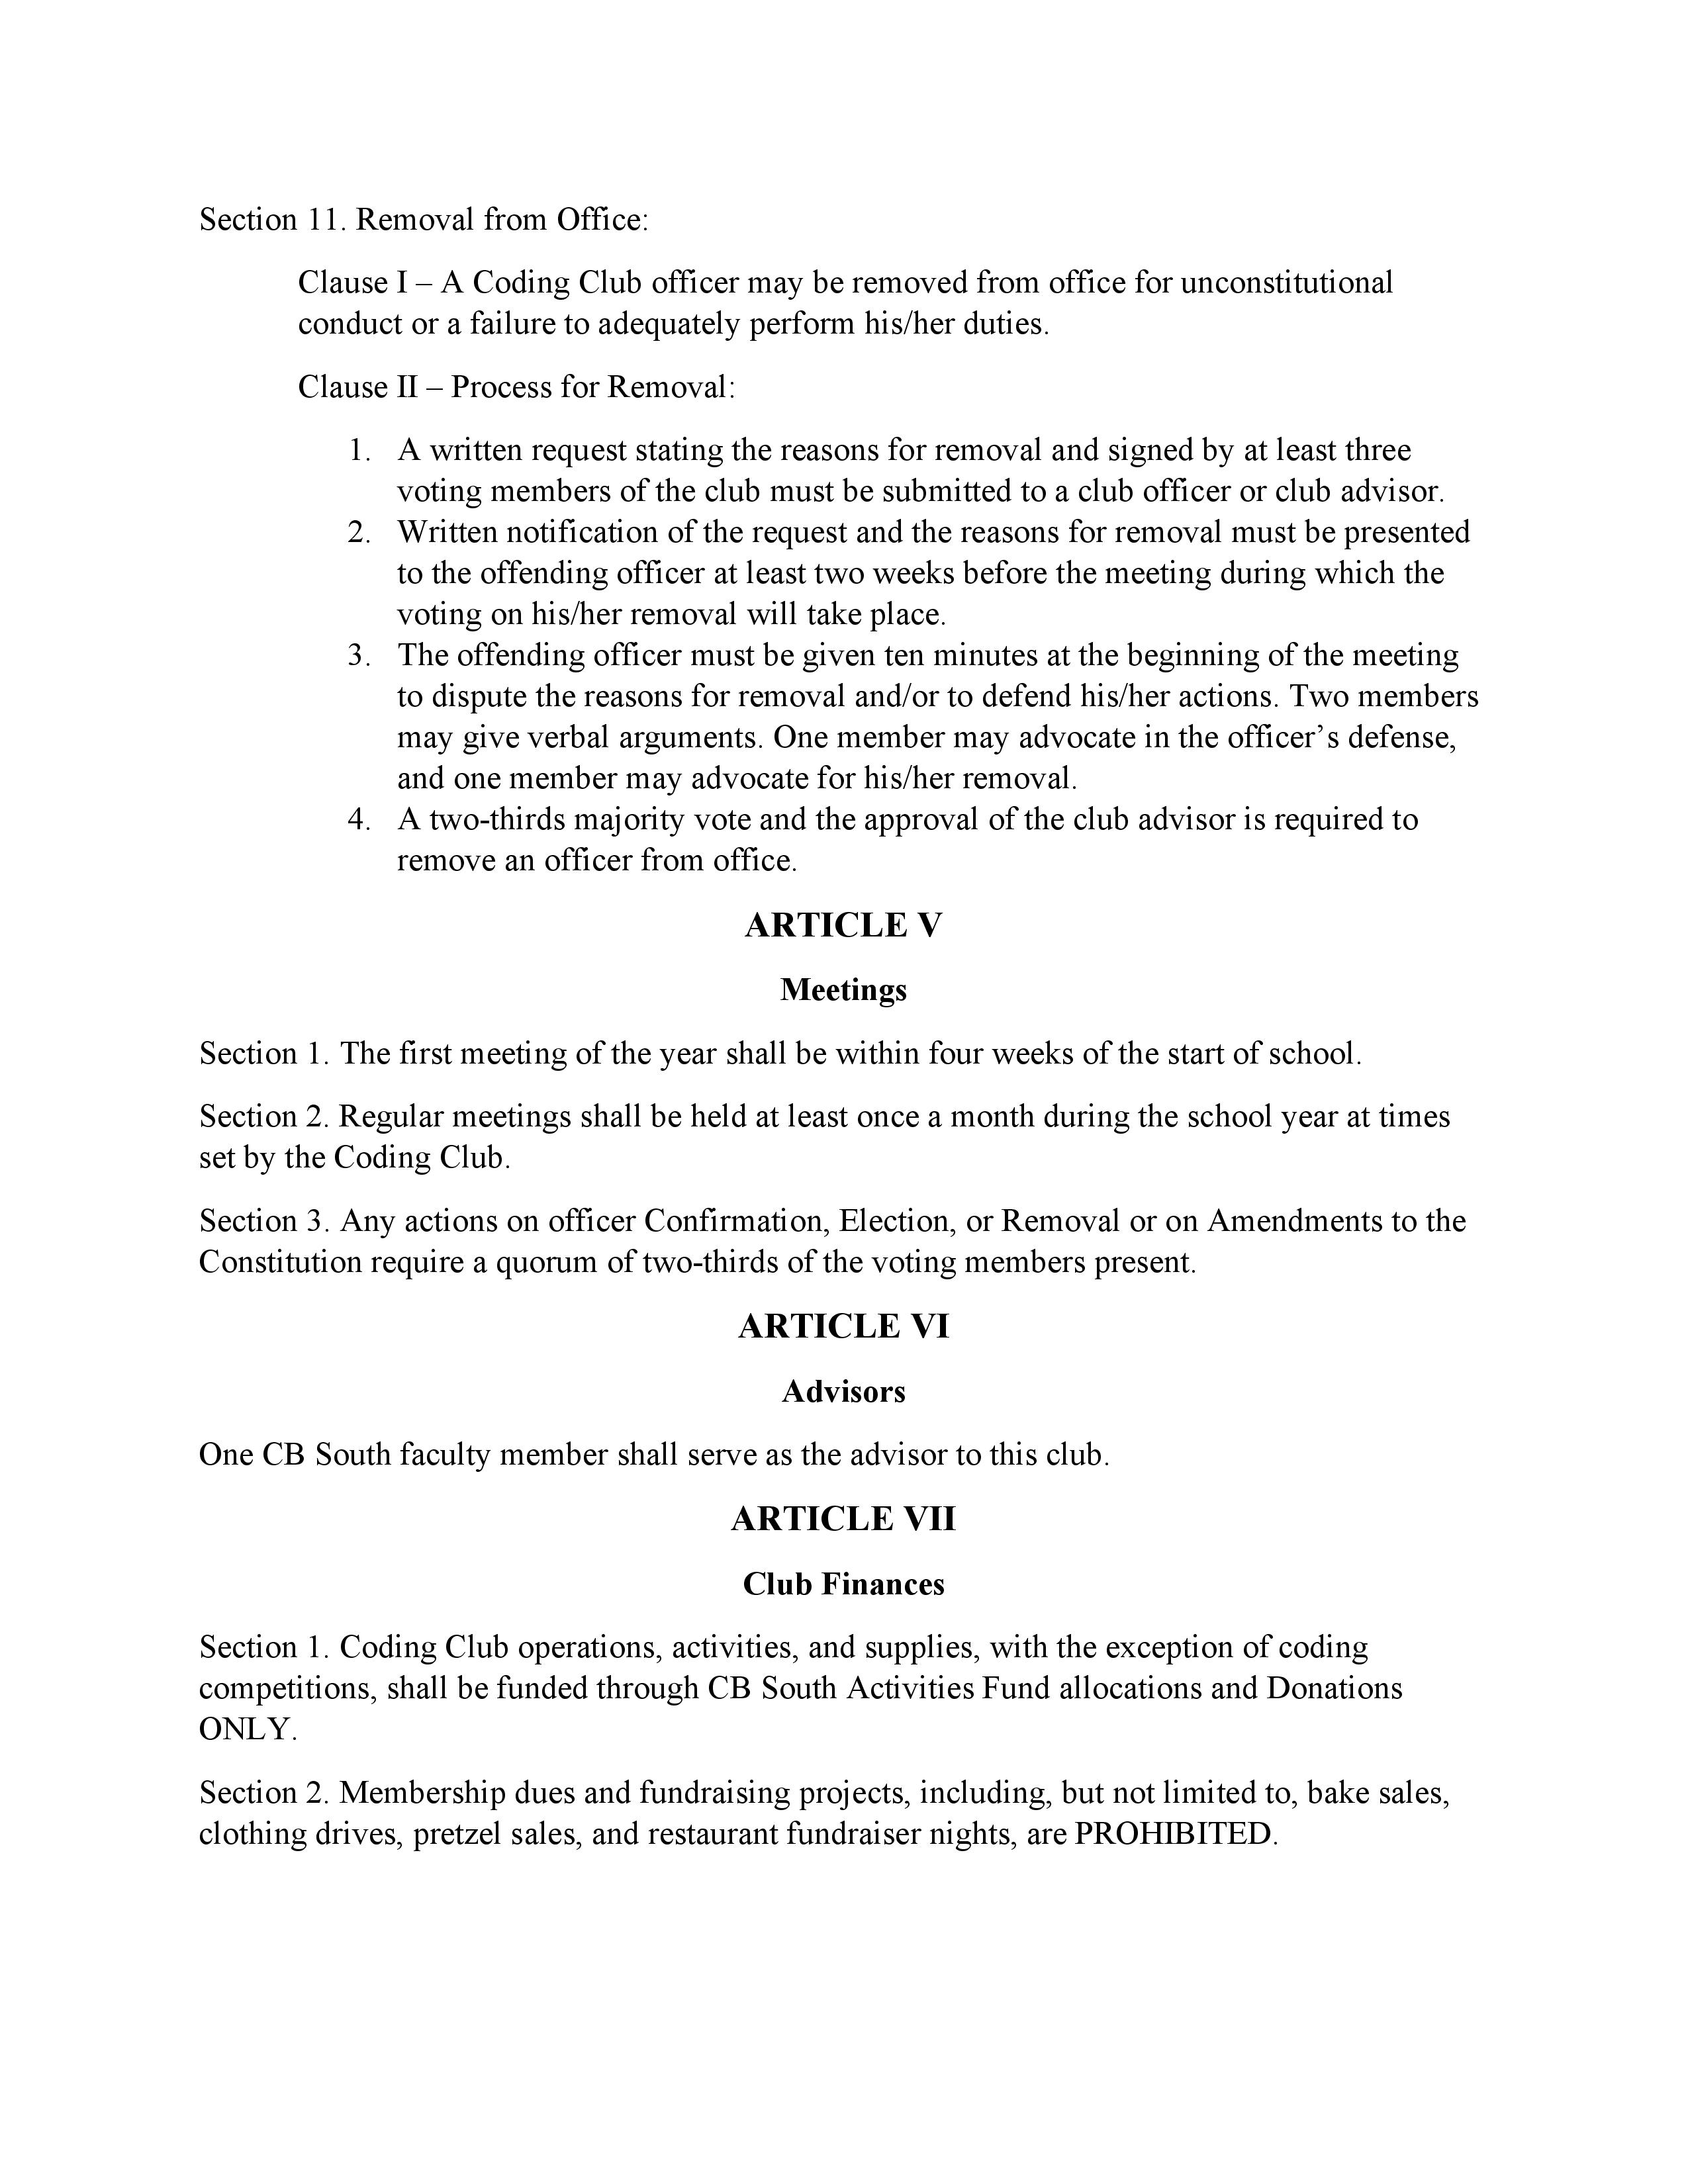 Section 11. Removal from Office:
Clause I – A Coding Club officer may be removed from office for unconstitutional
conduct or a failure to adequately perform his/her duties.
Clause II – Process for Removal:
1. A written request stating the reasons for removal and signed by at least three
voting members of the club must be submitted to a club officer or club advisor.
2. Written notification of the request and the reasons for removal must be presented
to the offending officer at least two weeks before the meeting during which the
voting on his/her removal will take place.
3. The offending officer must be given ten minutes at the beginning of the meeting
to dispute the reasons for removal and/or to defend his/her actions. Two members
may give verbal arguments. One member may advocate in the officer’s defense,
and one member may advocate for his/her removal.
4. A two-thirds majority vote and the approval of the club advisor is required to
remove an officer from office.
ARTICLE V
Meetings
Section 1. The first meeting of the year shall be within four weeks of the start of school.
Section 2. Regular meetings shall be held at least once a month during the school year at times
set by the Coding Club.
Section 3. Any actions on officer Confirmation, Election, or Removal or on Amendments to the
Constitution require a quorum of two-thirds of the voting members present.
ARTICLE VI
Advisors
One CB South faculty member shall serve as the advisor to this club.
ARTICLE VII
Club Finances
Section 1. Coding Club operations, activities, and supplies, with the exception of coding
competitions, shall be funded through CB South Activities Fund allocations and Donations
ONLY.
Section 2. Membership dues and fundraising projects, including, but not limited to, bake sales,
clothing drives, pretzel sales, and restaurant fundraiser nights, are PROHIBITED.